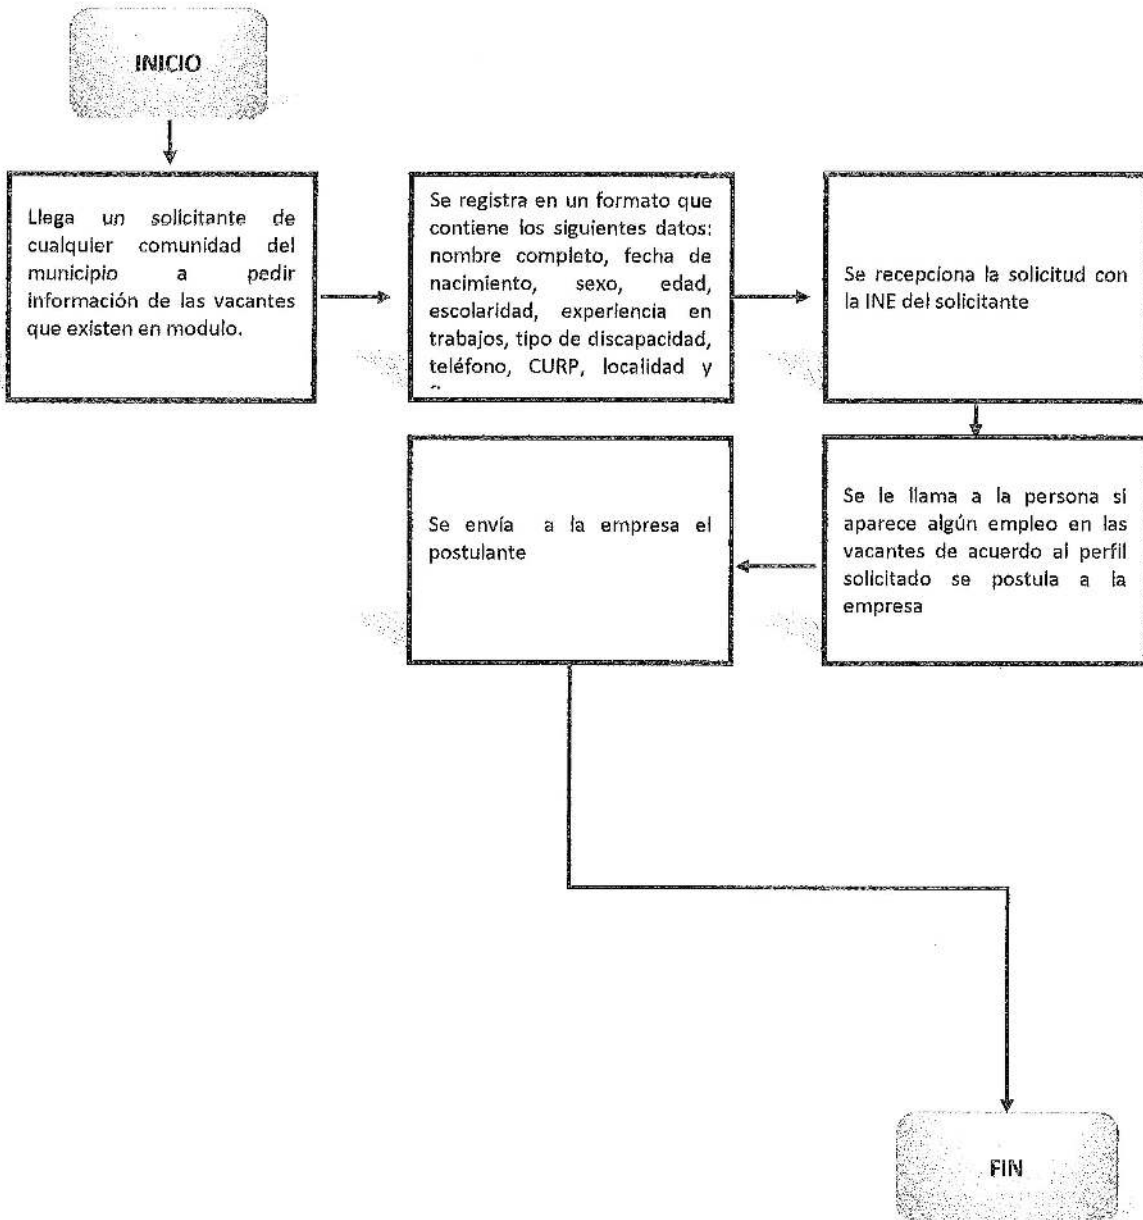 INICIO
Llega un solicitante de
cualquier comunidad del
municipio a pedir
información de las vacantes
que existen en modulo.
Se registra en un formato que
contiene los siguientes datos:
nombre completo, fecha de
nacimiento, sexo, edad,
escolaridad, experiencia en
trabajos, tipo de discapacidad,
teléfono, CURP, localidad y
Se recepciona la solicitud con
la INE del solicitante
Se le llama a la persona si
aparece algún empleo en las
vacantes de acuerdo al perfil
solicitado se postula a la
empresa
Se envía a la empresa el
postulante
FIN